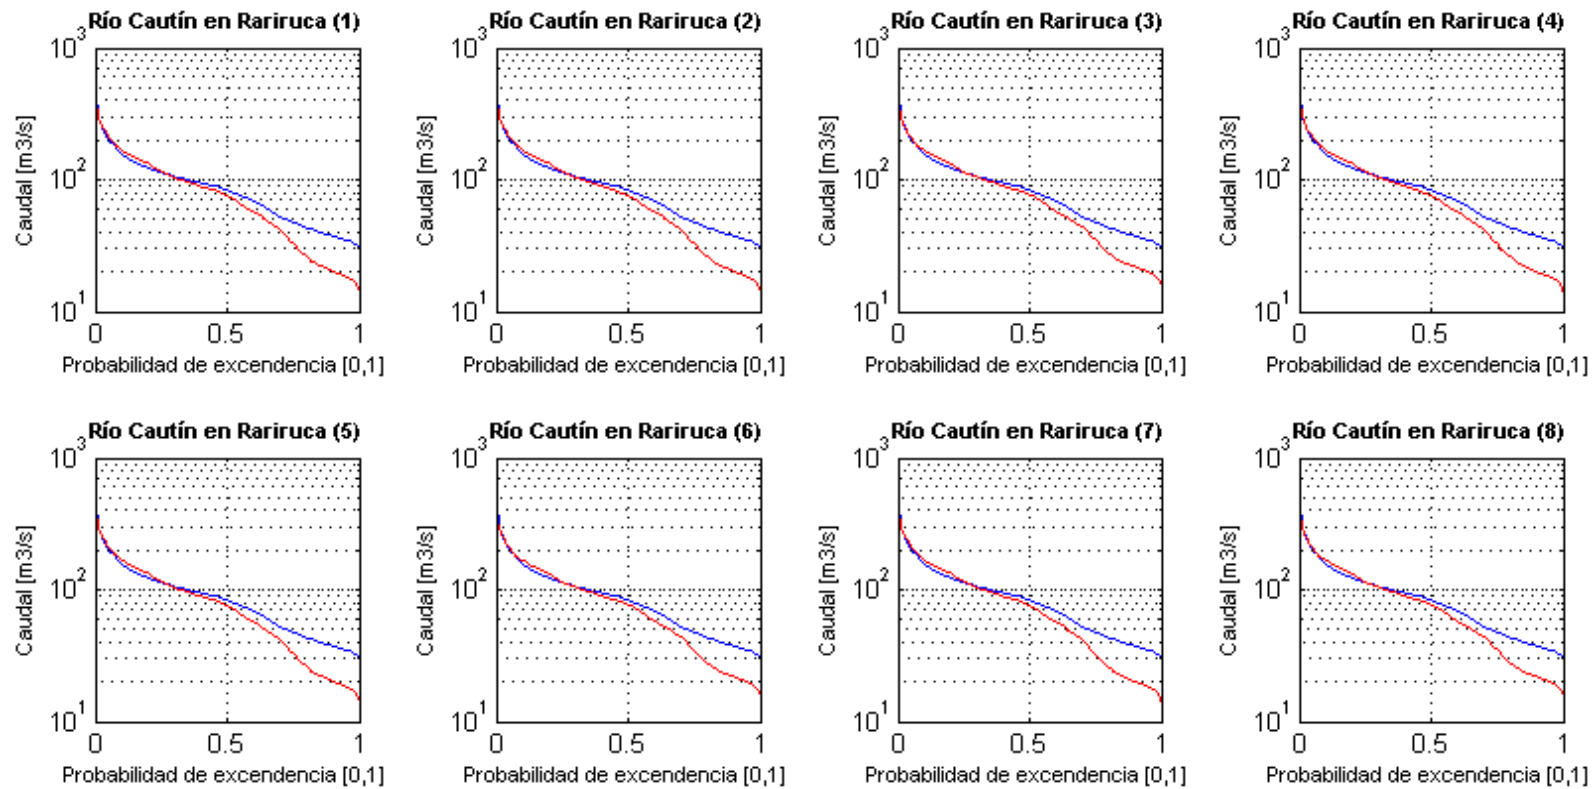 Río Cautín en Rariruca (1)
10^3
10^2
10^1
Caudal [m3/s]
0 0.5 1
Probabilidad de excendencia [0,1]
Río Cautín en Rariruca (2)
10^3
10^2
10^1
Caudal [m3/s]
0 0.5 1
Probabilidad de excendencia [0,1]
Río Cautín en Rariruca (3)
10^3
10^2
10^1
Caudal [m3/s]
0 0.5 1
Probabilidad de excendencia [0,1]
Río Cautín en Rariruca (4)
10^3
10^2
10^1
Caudal [m3/s]
0 0.5 1
Probabilidad de excendencia [0,1]
Río Cautín en Rariruca (5)
10^3
10^2
10^1
Caudal [m3/s]
0 0.5 1
Probabilidad de excendencia [0,1]
Río Cautín en Rariruca (6)
10^3
10^2
10^1
Caudal [m3/s]
0 0.5 1
Probabilidad de excendencia [0,1]
Río Cautín en Rariruca (7)
10^3
10^2
10^1
Caudal [m3/s]
0 0.5 1
Probabilidad de excendencia [0,1]
Río Cautín en Rariruca (8)
10^3
10^2
10^1
Caudal [m3/s]
0 0.5 1
Probabilidad de excendencia [0,1]